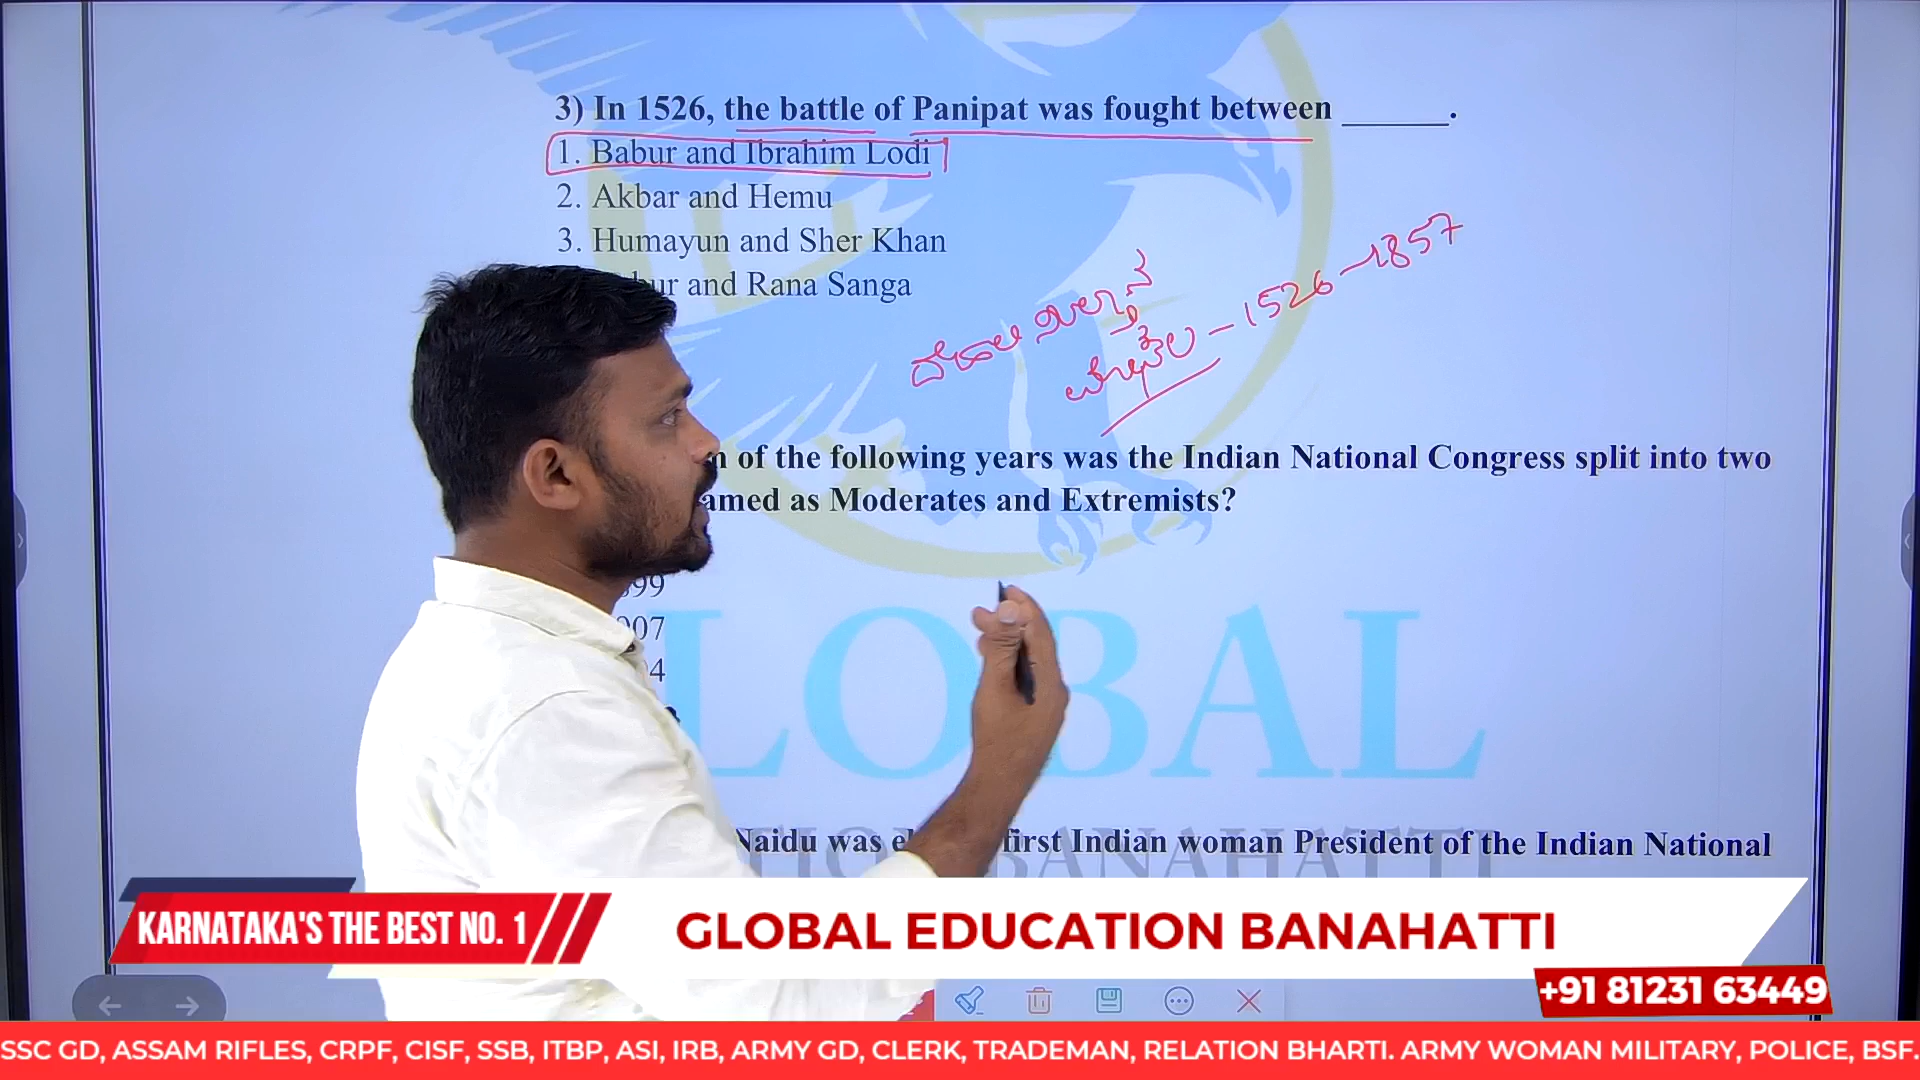 3) In 1526, the battle of Panipat was fought between ______.
1. Babur and Ibrahim Lodi
2. Akbar and Hemu
3. Humayun and Sher Khan
and Rana Sanga
1526 - 1857
of the following years was the Indian National Congress split into two
as Moderates and Extremists?
GLOBAL
Naidu was first Indian woman President of the Indian National
BANAHATTI
KARNATAKA'S THE BEST NO. 1
GLOBAL EDUCATION BANAHATTI
+91 81231 63449
SSC GD, ASSAM RIFLES, CRPF, CISF, SSB, ITBP, ASI, IRB, ARMY GD, CLERK, TRADEMAN, RELATION BHARTI. ARMY WOMAN MILITARY, POLICE, BSF.